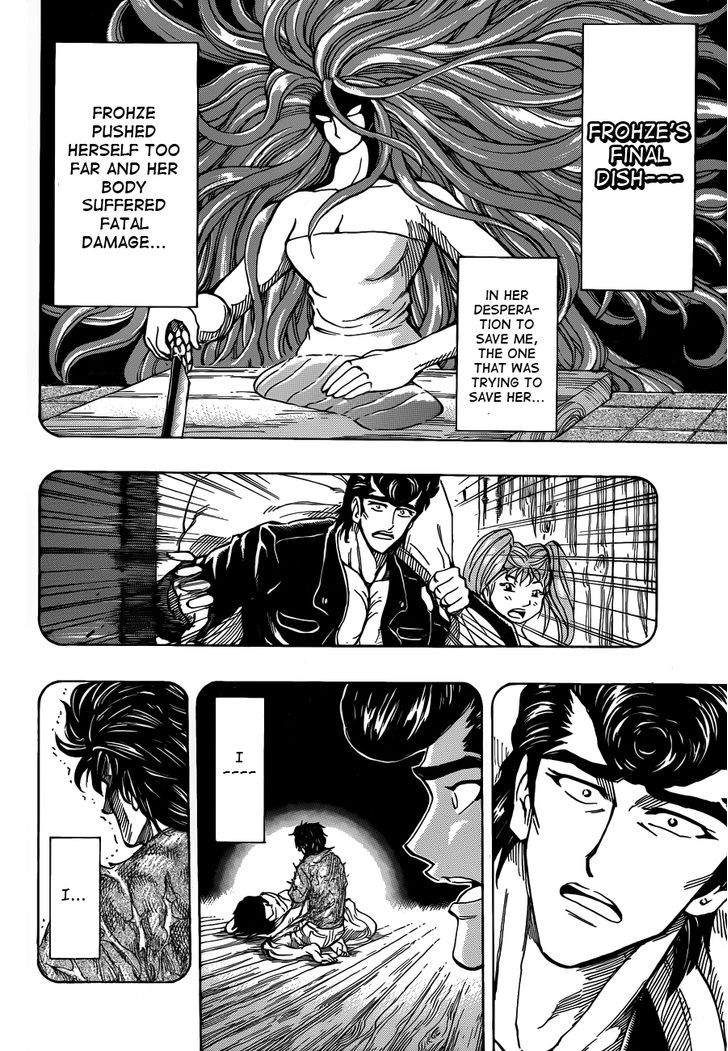 FROHZE'S
FINAL
DISH---
FROHZE
PUSHED
HERSELF TOO
FAR AND HER
BODY
SUFFERED
FATAL
DAMAGE...
IN HER
DESPERA-
TION TO
SAVE ME,
THE ONE
THAT WAS
TRYING TO
SAVE HER...
I
----
I...